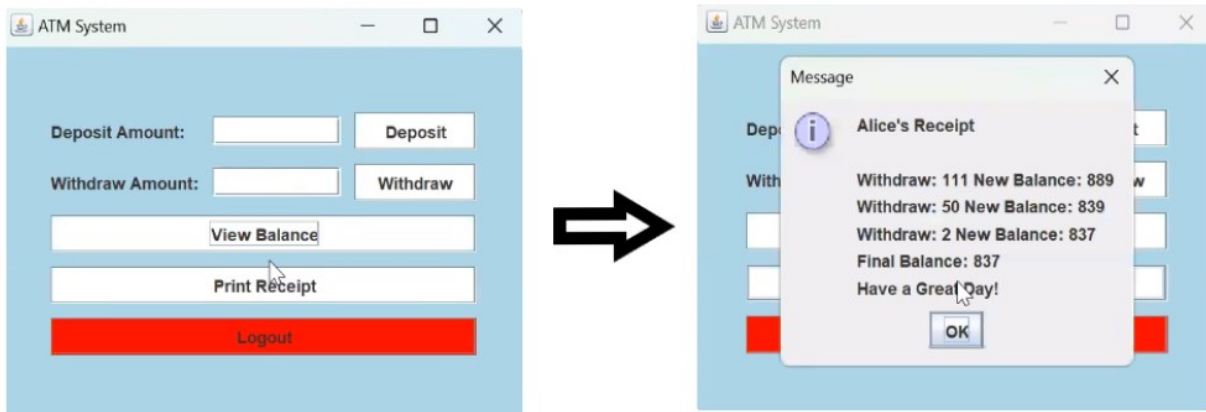 ATM System
Deposit Amount:
Deposit
Withdraw Amount:
Withdraw
View Balance
Print Receipt
Logout
ATM System
Message
Depo
t
With
w
Alice's Receipt
Withdraw: 111 New Balance: 889
Withdraw: 50 New Balance: 839
Withdraw: 2 New Balance: 837
Final Balance: 837
Have a Great Day!
OK